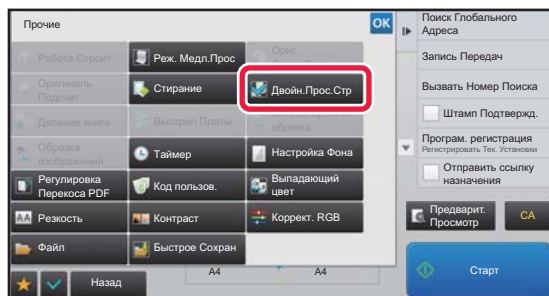 Прочие
OK
Работа Строит
Реж. Медл.Прос
Ориг.
Оригиналь.
Подсчет
Стирание
Двойн.Прос.Стр
Деление книги
Выстрел Платы
обрезка
Обрезка
изображений
Таймер
Настройка Фона
Регулировка
Перекоса PDF
Код пользов.
Выпадающий
цвет
AA Резкость
Контраст
Коррект. RGB
Файл
Быстрое Сохран
Назад
A4
A4
Поиск Глобального
Адреса
Запись Передач
Вызвать Номер Поиска
Штамп Подтвержд.
Програм. регистрация
Регистрировать Тек. Установки
Отправить ссылку
назначения
Предварит.
Просмотр
CA
Старт